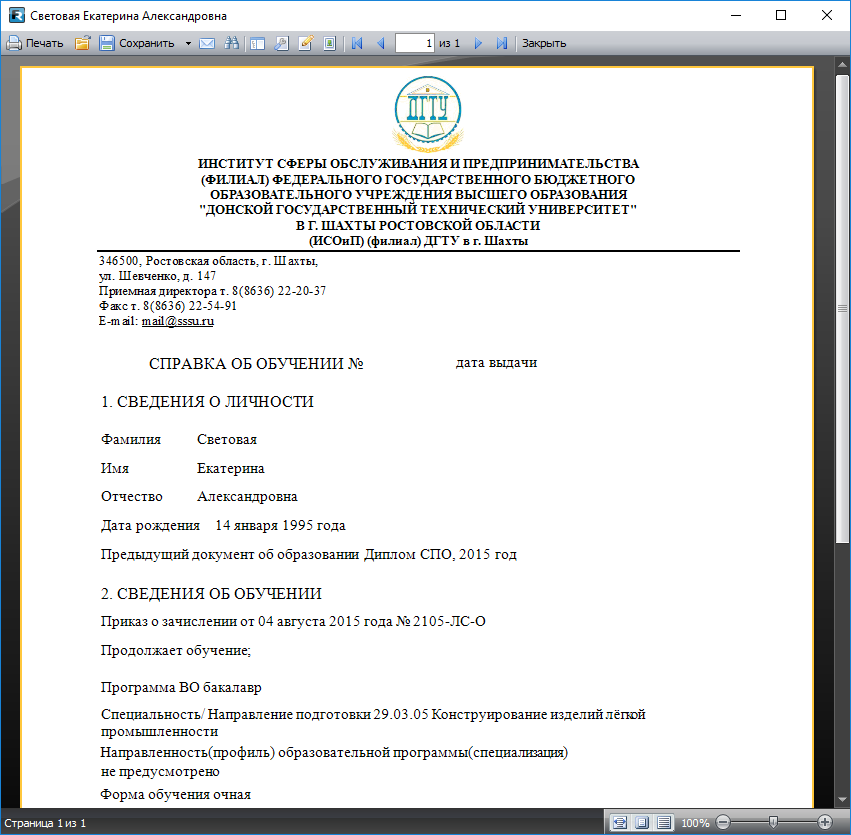 Световая Екатерина Александровна
Печать Сохранить 1 из 1 Закрыть
ДГТУ
ИНСТИТУТ СФЕРЫ ОБСЛУЖИВАНИЯ И ПРЕДПРИНИМАТЕЛЬСТВА
(ФИЛИАЛ) ФЕДЕРАЛЬНОГО ГОСУДАРСТВЕННОГО БЮДЖЕТНОГО
ОБРАЗОВАТЕЛЬНОГО УЧРЕЖДЕНИЯ ВЫСШЕГО ОБРАЗОВАНИЯ
"ДОНСКОЙ ГОСУДАРСТВЕННЫЙ ТЕХНИЧЕСКИЙ УНИВЕРСИТЕТ"
В Г. ШАХТЫ РОСТОВСКОЙ ОБЛАСТИ
(ИСОиП) (филиал) ДГТУ в г. Шахты
346500, Ростовская область, г. Шахты,
ул. Шевченко, д. 147
Приемная директора т. 8(8636) 22-20-37
Факс т. 8(8636) 22-54-91
E-mail: mail@sssu.ru
СПРАВКА ОБ ОБУЧЕНИИ № дата выдачи
1. СВЕДЕНИЯ О ЛИЧНОСТИ
Фамилия Световая
Имя Екатерина
Отчество Александровна
Дата рождения 14 января 1995 года
Предыдущий документ об образовании Диплом СПО, 2015 год
2. СВЕДЕНИЯ ОБ ОБУЧЕНИИ
Приказ о зачислении от 04 августа 2015 года № 2105-ЛС-О
Продолжает обучение;
Программа ВО бакалавр
Специальность/ Направление подготовки 29.03.05 Конструирование изделий лёгкой
промышленности
Направленность(профиль) образовательной программы(специализация)
не предусмотрено
Форма обучения очная
Страница 1 из 1 100%